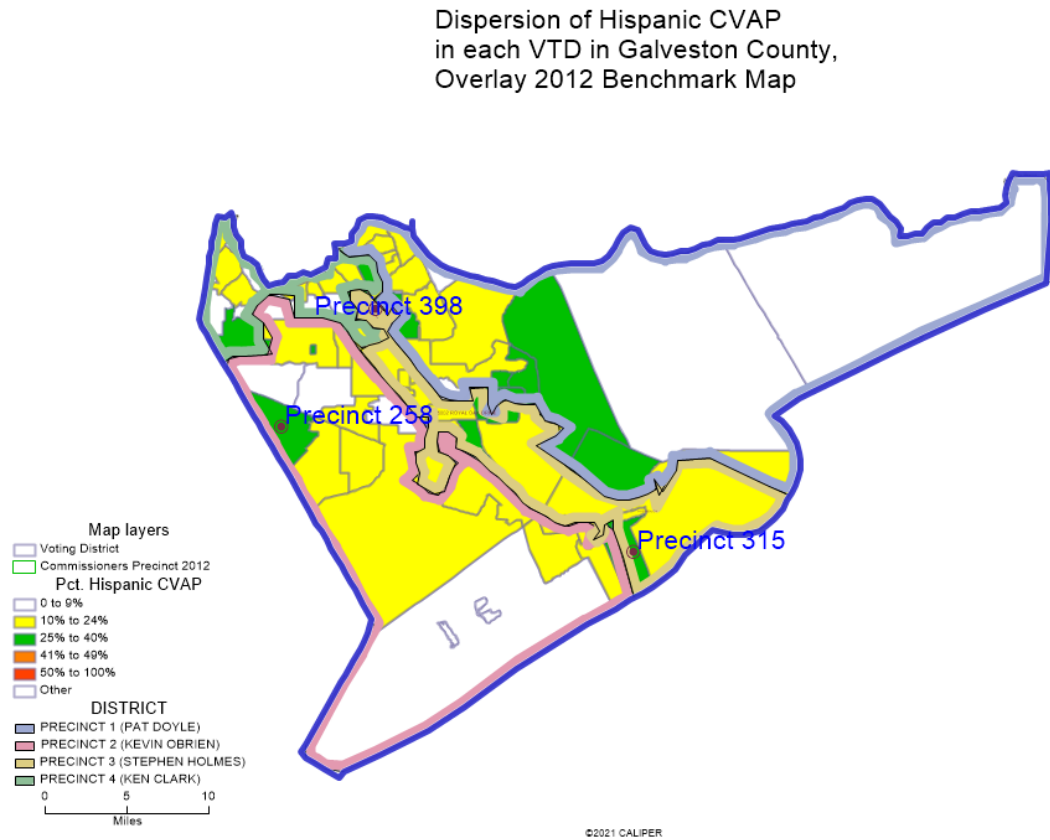 Dispersion of Hispanic CVAP
in each VTD in Galveston County,
Overlay 2012 Benchmark Map
Precinct 398
Precinct 258
Precinct 315
Map layers
Voting District
Commissioners Precinct 2012
Pct. Hispanic CVAP
0 to 9%
10% to 24%
25% to 40%
41% to 49%
50% to 100%
Other
DISTRICT
PRECINCT 1 (PAT DOYLE)
PRECINCT 2 (KEVIN OBRIEN)
PRECINCT 3 (STEPHEN HOLMES)
PRECINCT 4 (KEN CLARK)
0 5 10
Miles
©2021 CALIPER